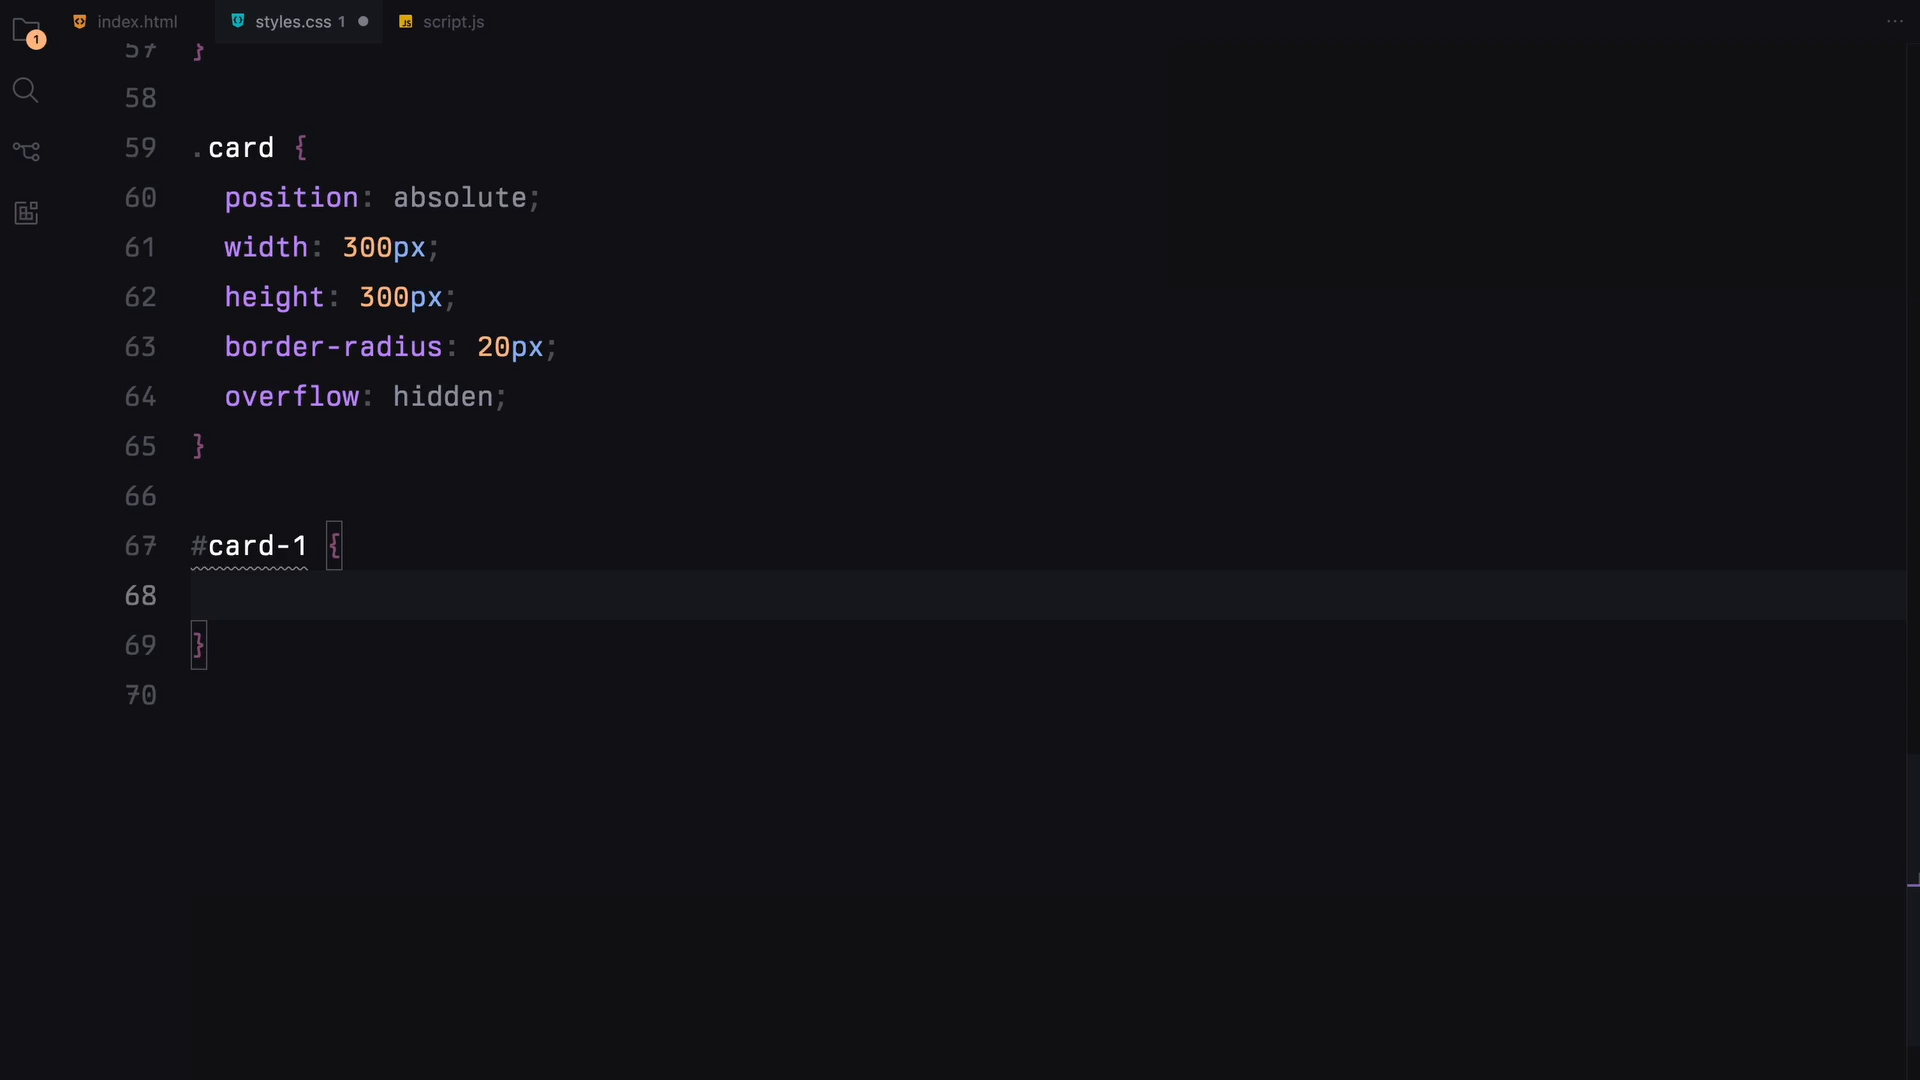 index.html
styles.css 1
script.js
1
57 }
58
59 .card {
60 position: absolute;
61 width: 300px;
62 height: 300px;
63 border-radius: 20px;
64 overflow: hidden;
65 }
66
67 #card-1 {
68
69 }
70